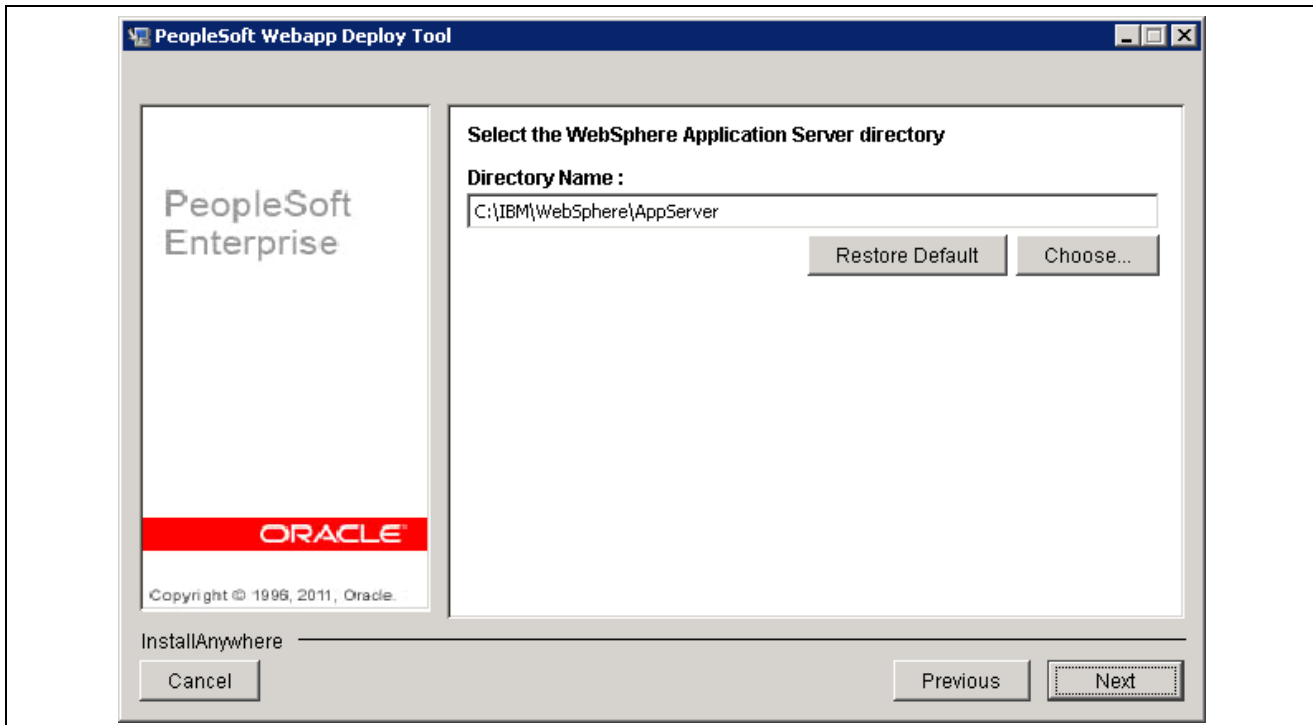 PeopleSoft Webapp Deploy Tool
PeopleSoft
Enterprise
ORACLE
Copyright © 1996, 2011, Oracle.
Select the WebSphere Application Server directory
Directory Name :
C:\IBM\WebSphere\AppServer
Restore Default
Choose...
InstallAnywhere
Cancel
Previous
Next